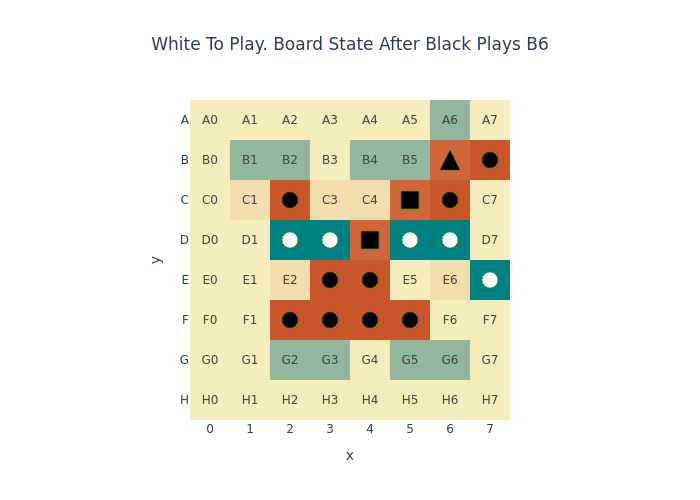 White To Play. Board State After Black Plays B6
A A0 A1 A2 A3 A4 A5 A6 A7
B B0 B1 B2 B3 B4 B5
C C0 C1 C3 C4 C7
D D0 D1 D7
E E0 E1 E2 E5 E6
F F0 F1 F6 F7
G G0 G1 G2 G3 G4 G5 G6 G7
H H0 H1 H2 H3 H4 H5 H6 H7
0 1 2 3 4 5 6 7
x
y